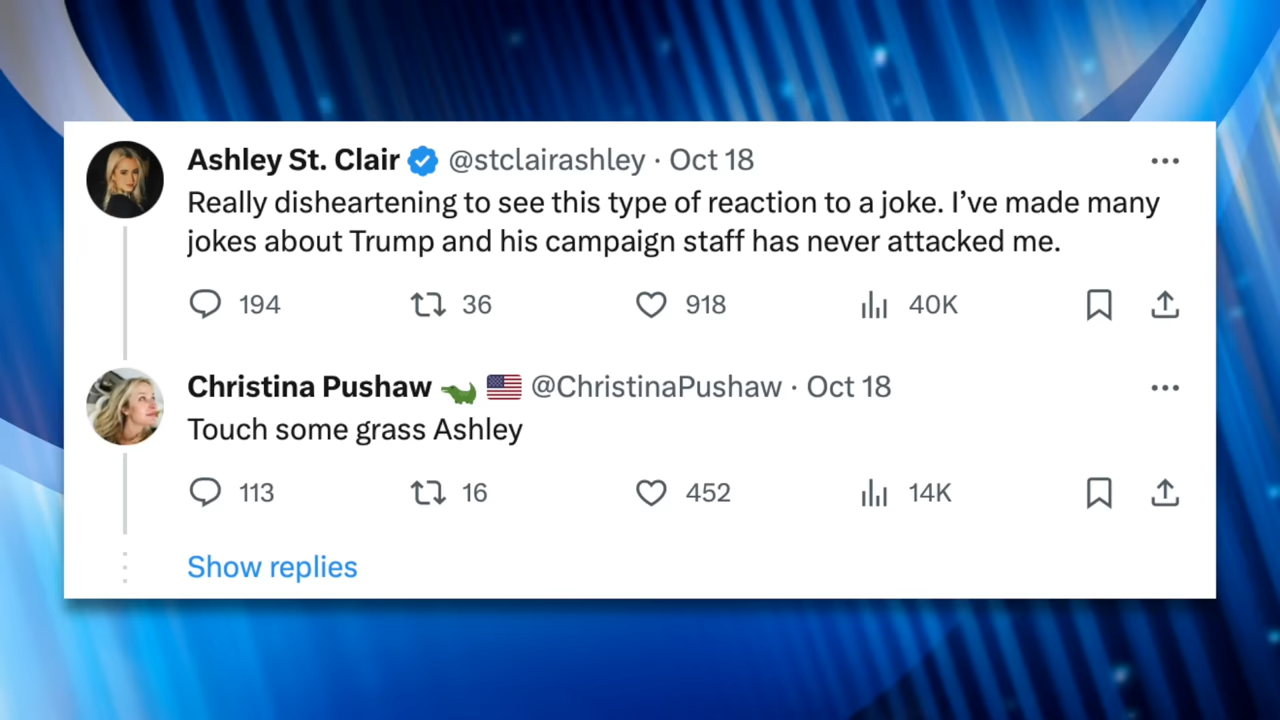 Ashley St. Clair @stclairashley · Oct 18
Really disheartening to see this type of reaction to a joke. I’ve made many
jokes about Trump and his campaign staff has never attacked me.
194 36 918 40K
Christina Pushaw 🐊 🇺🇸 @ChristinaPushaw · Oct 18
Touch some grass Ashley
113 16 452 14K
Show replies